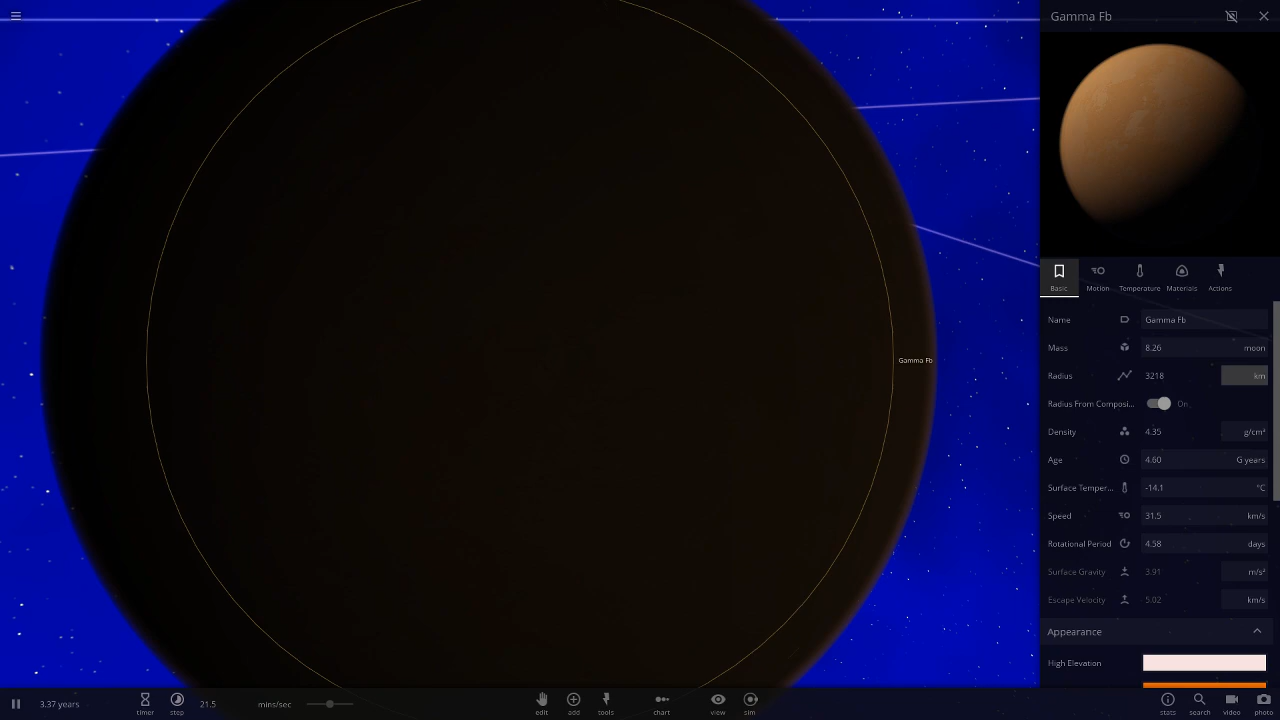 Gamma Fb
Basic
Motion
Temperature
Materials
Actions
Name Gamma Fb
Mass 8.26 moon
Gamma Fb
Radius 3218 km
Radius From Composi... On
Density 4.35 g/cm³
Age 4.60 G years
Surface Temper... -14.1 °C
Speed 31.5 km/s
Rotational Period 4.58 days
Surface Gravity 3.91 m/s²
Escape Velocity 5.02 km/s
Appearance
High Elevation
3.37 years
timer
step
21.5
mins/sec
edit
add
tools
chart
view
sim
stats
search
video
photo